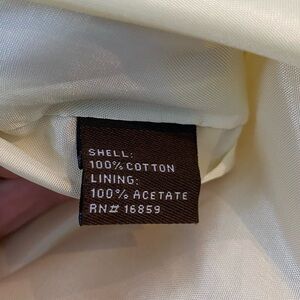 SHELL:
100% COTTON
LINING:
100% ACETATE
RN# 16859